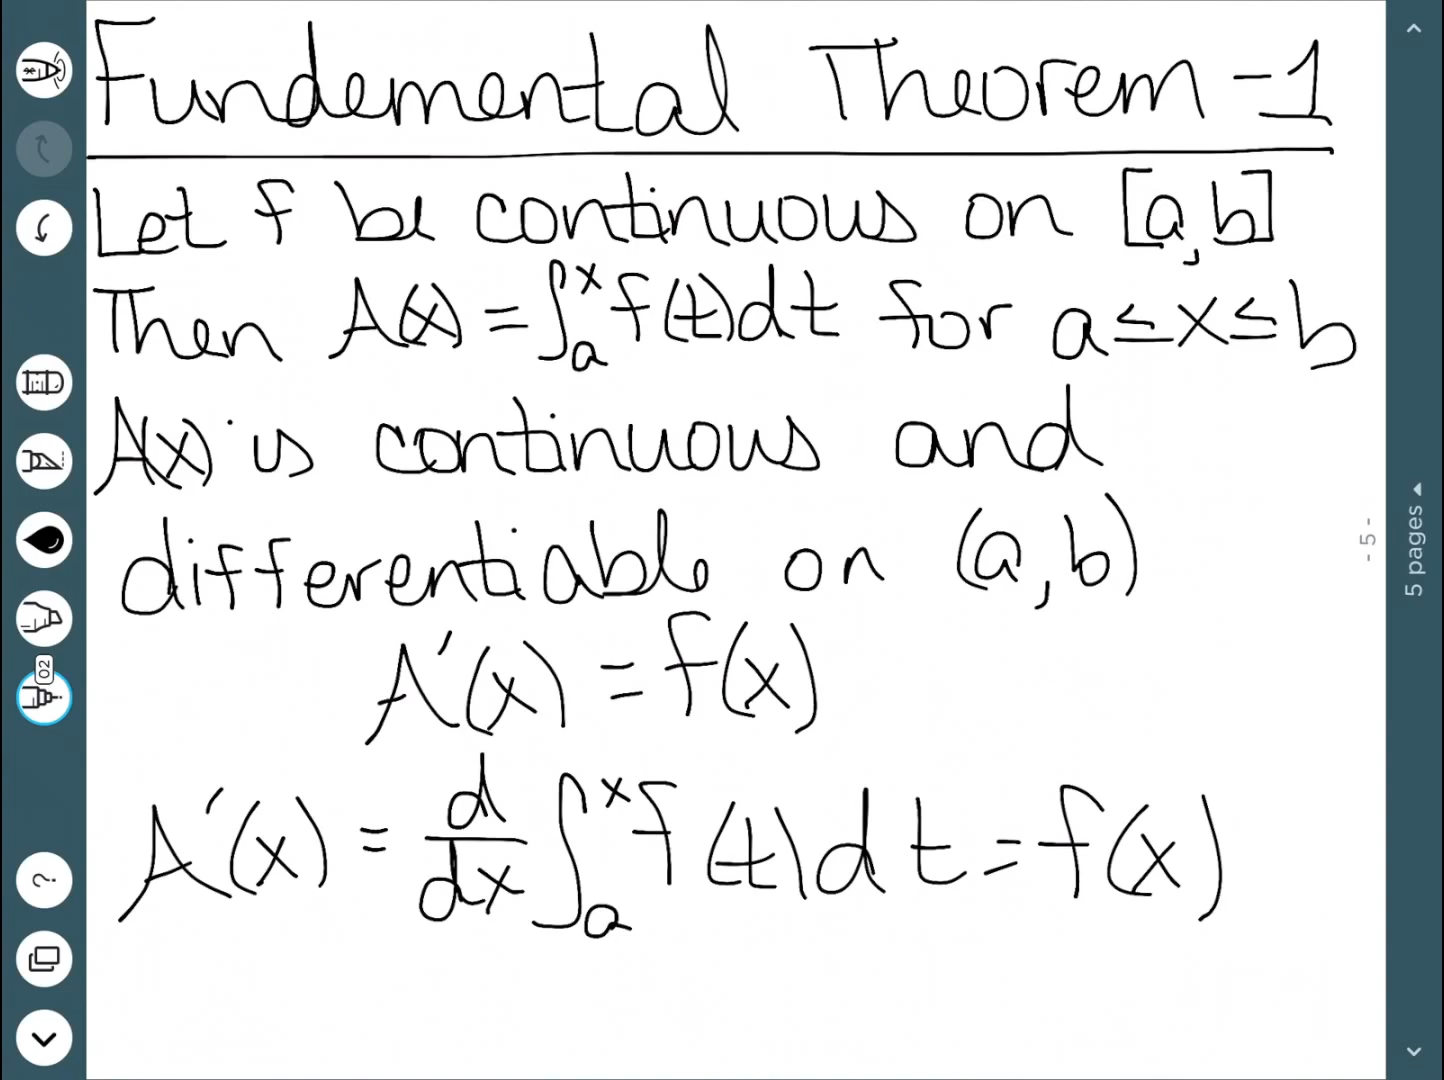 Fundemental Theorem -1
Let f be continuous on [a,b]
Then A(x) = ∫ₐˣ f(t)dt for a≤x≤b
A(x) is continuous and
differentiable on (a,b)
A'(x) = f(x)
A'(x) = d/dx ∫ₐˣ f(t)dt = f(x)
02
?
- 5 -
5 pages